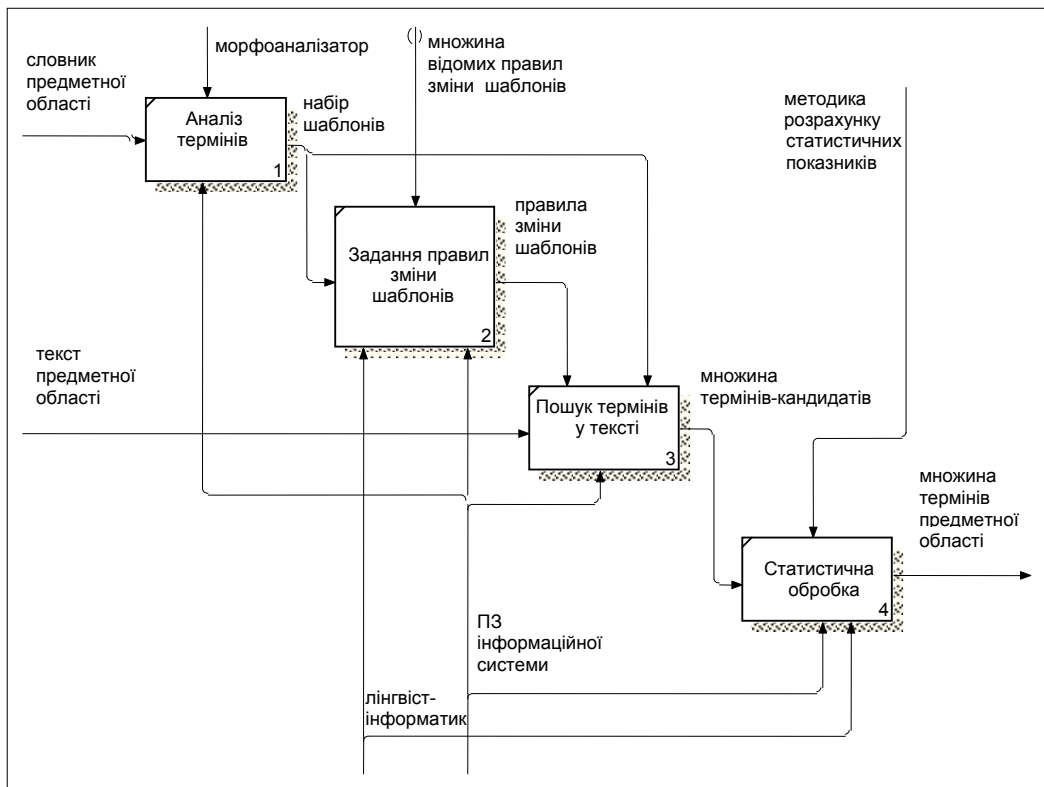 морфоаналізатор
словник
предметної
області
()
множина
відомих правил
зміни шаблонів
Аналіз
термінів
1
набір
шаблонів
методика
розрахунку
статистичних
показників
Задання правил
зміни
шаблонів
2
правила
зміни
шаблонів
текст
предметної
області
Пошук термінів
у тексті
3
множина
термінів-кандидатів
множина
термінів
предметної
області
Статистична
обробка
4
ПЗ
інформаційної
системи
лінгвіст-
інформатик